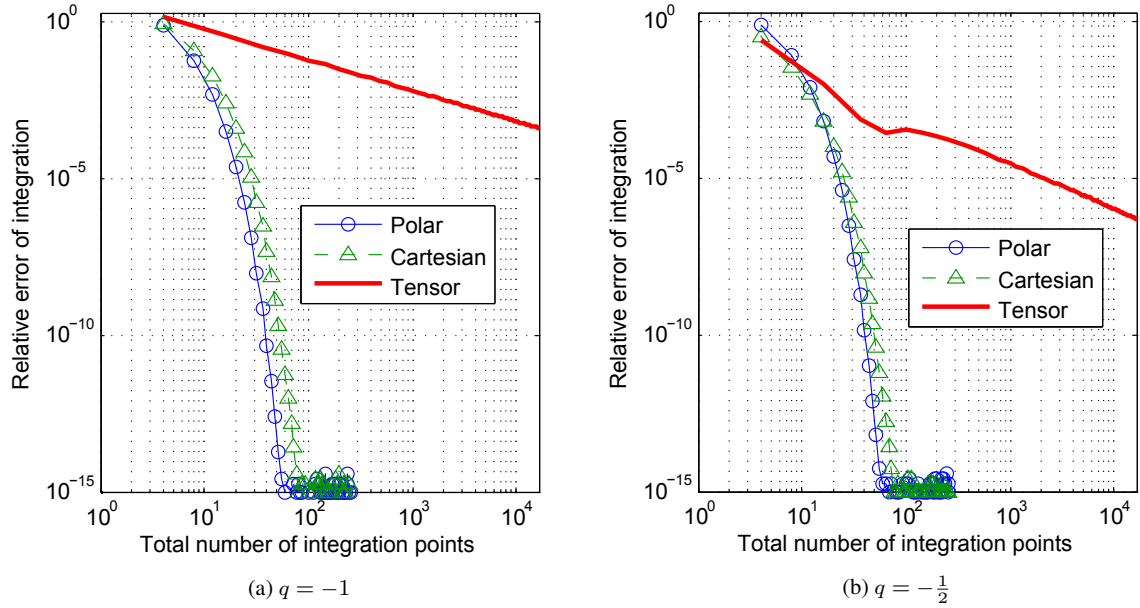 10^0
10^-5
10^-10
10^-15
Relative error of integration
10^0 10^1 10^2 10^3 10^4
Total number of integration points
Polar
Cartesian
Tensor
(a) q = −1
10^0
10^-5
10^-10
10^-15
Relative error of integration
10^0 10^1 10^2 10^3 10^4
Total number of integration points
Polar
Cartesian
Tensor
(b) q = −1/2